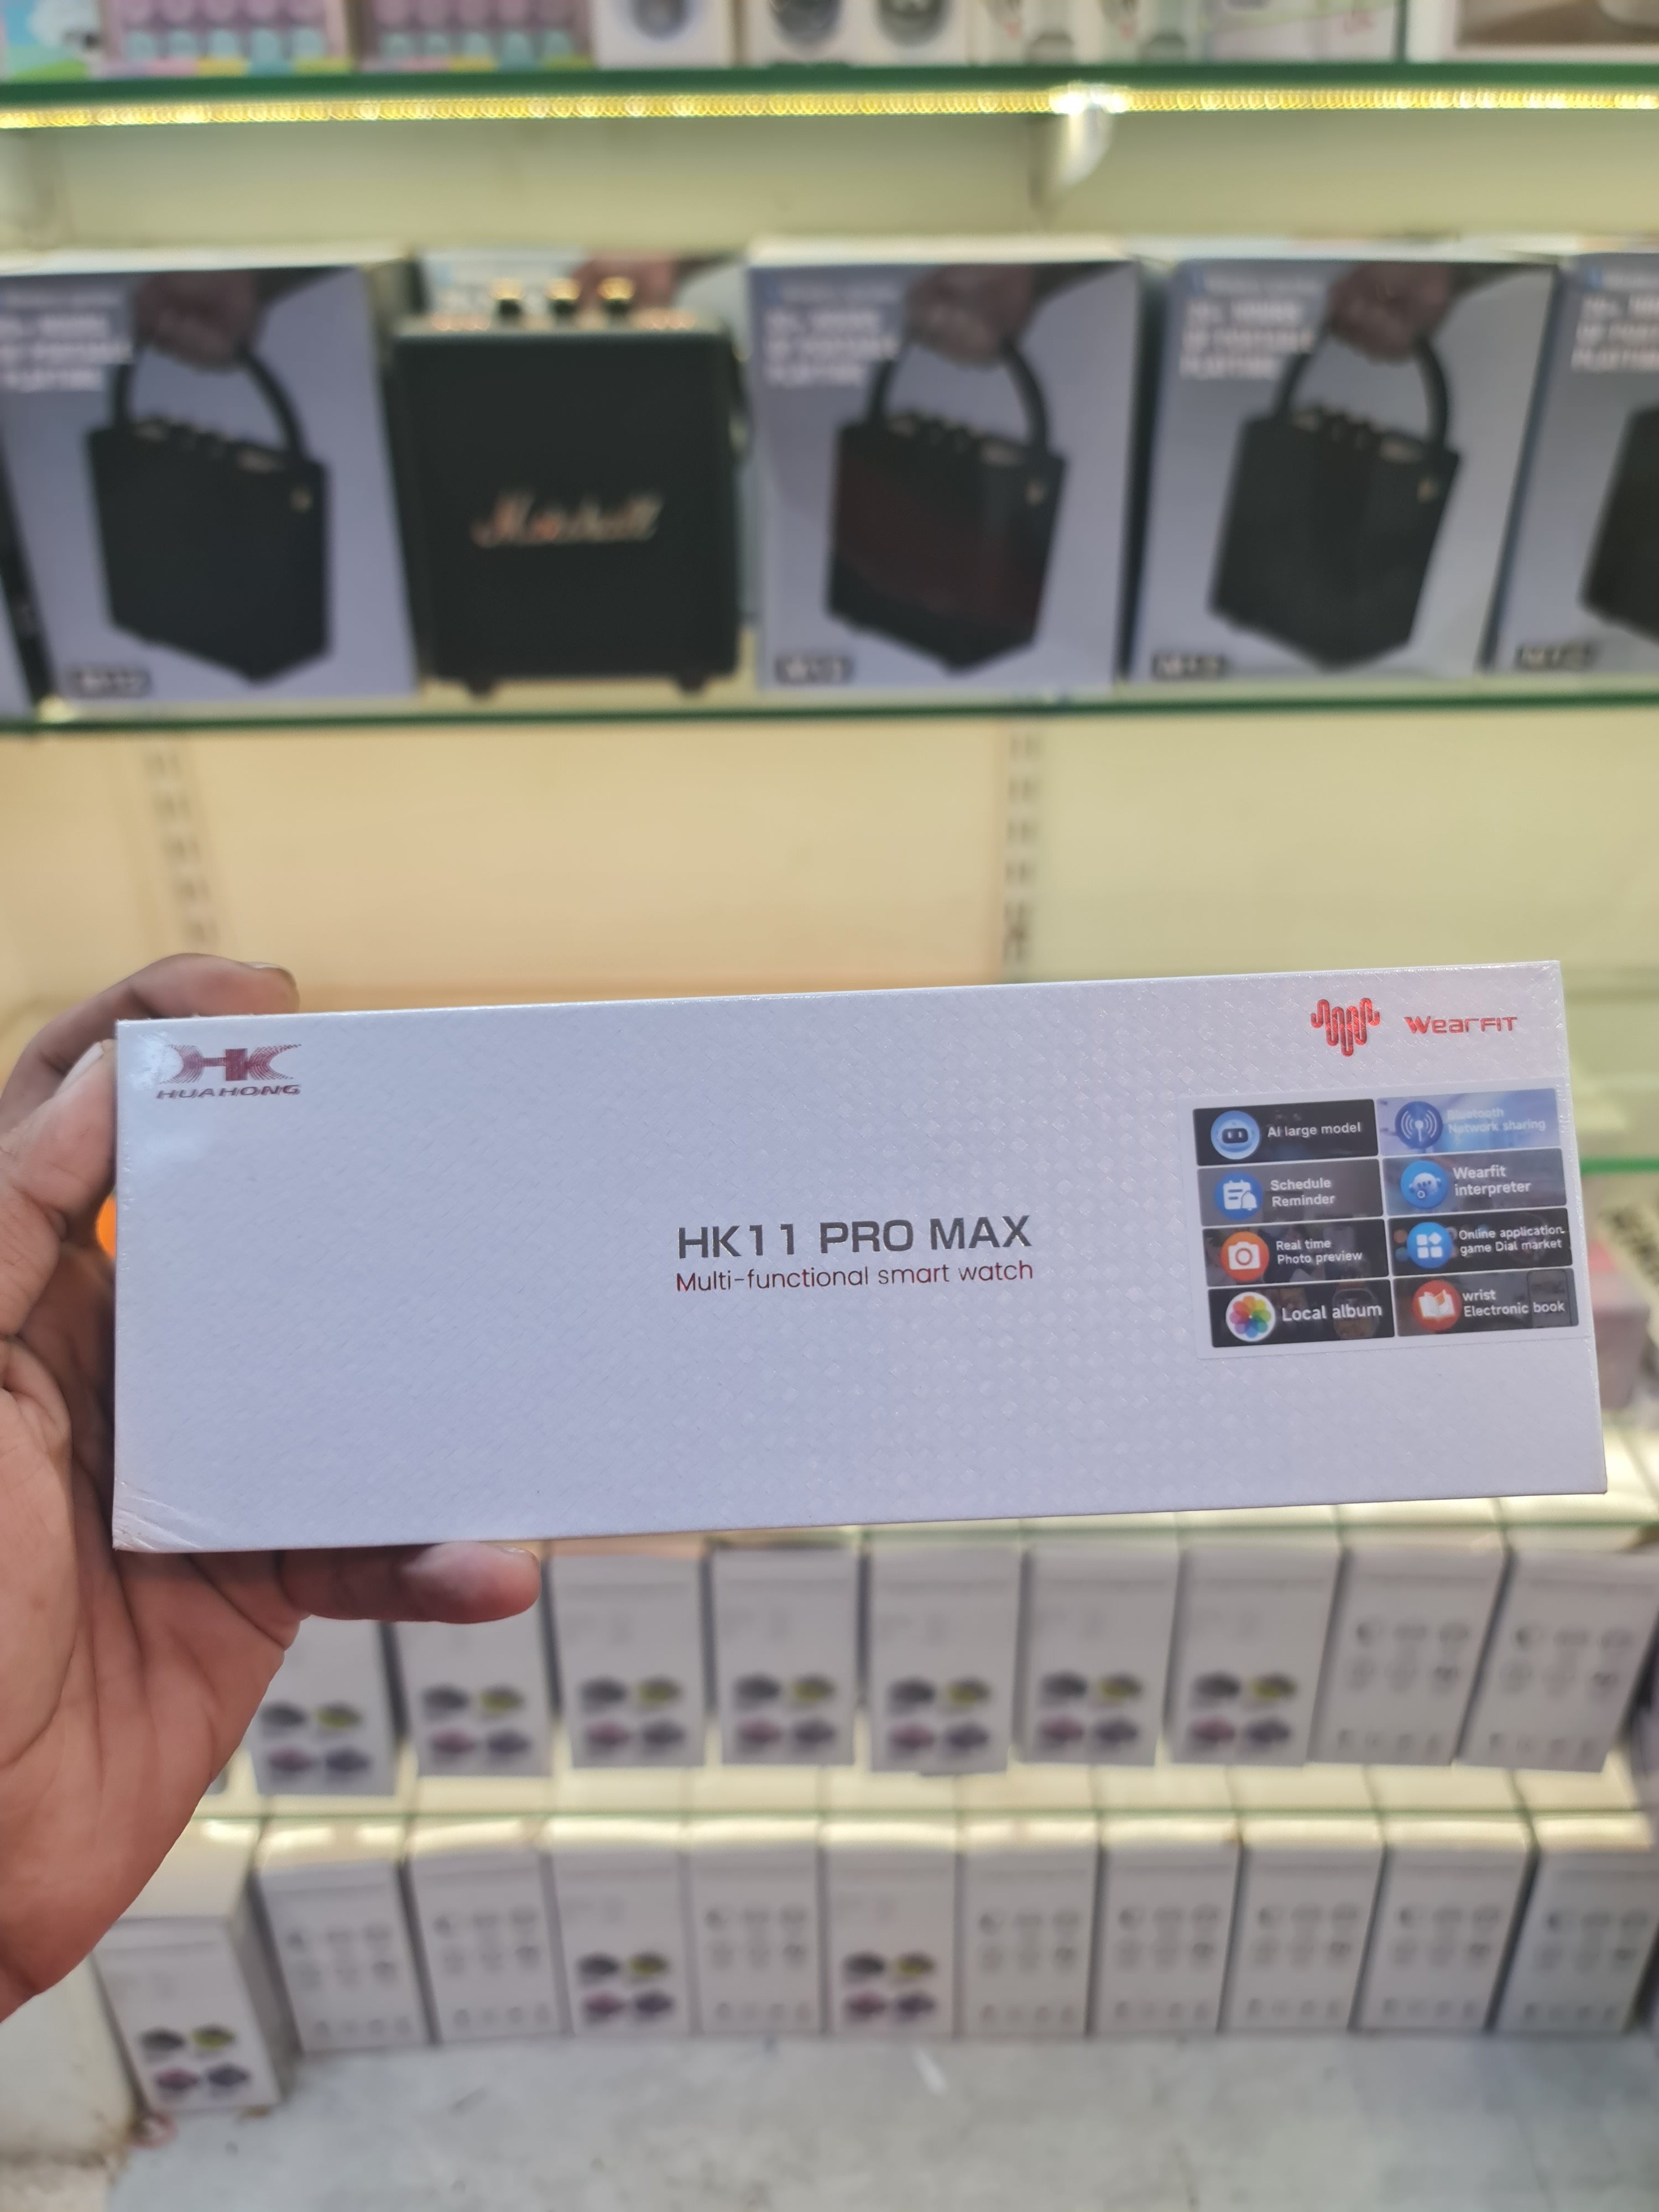 Marshall
HK
HUAHONG
WearFIT
AI large model
Bluetooth
Network sharing
Schedule
Reminder
Wearfit
interpreter
HK11 PRO MAX
Multi-functional smart watch
Real time
Photo preview
Online application-
game Dial market
Local album
wrist
Electronic book